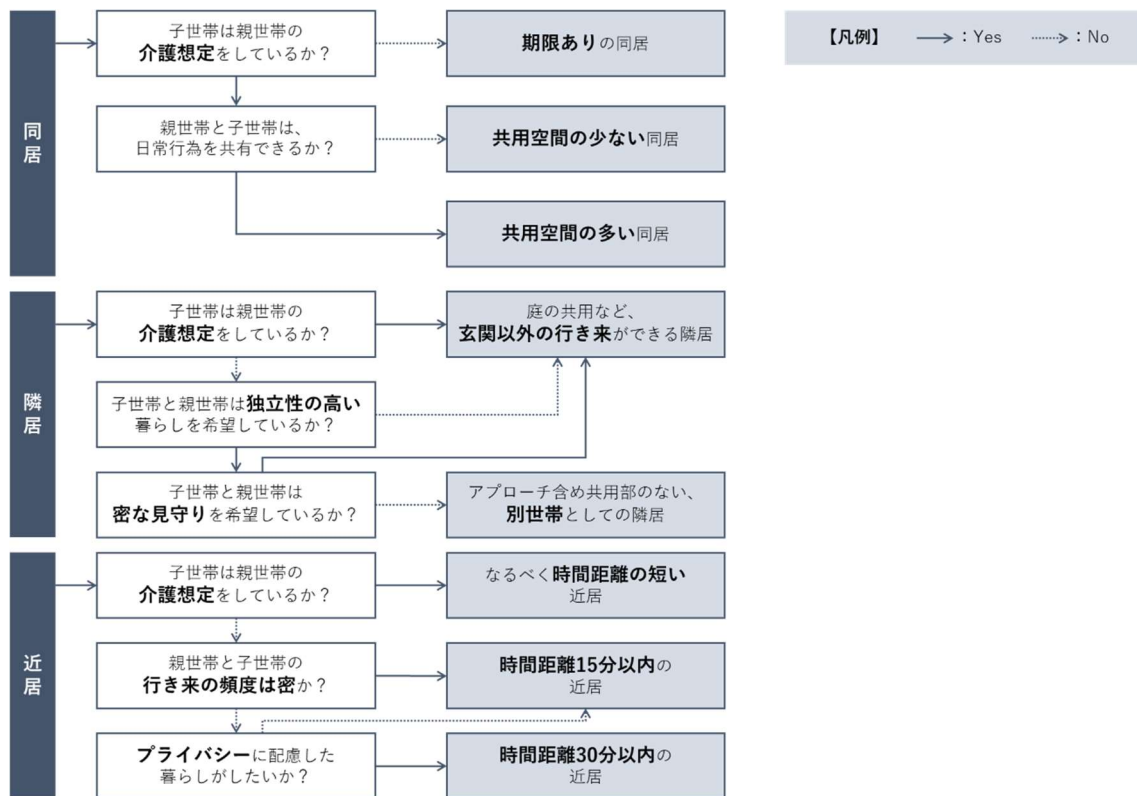 同居
子世帯は親世帯の
介護想定をしているか？
期限ありの同居
【凡例】 ：Yes ：No
親世帯と子世帯は、
日常行為を共有できるか？
共用空間の少ない同居
共用空間の多い同居
隣居
子世帯は親世帯の
介護想定をしているか？
庭の共用など、
玄関以外の行き来ができる隣居
子世帯と親世帯は独立性の高い
暮らしを希望しているか？
子世帯と親世帯は
密な見守りを希望しているか？
アプローチ含め共用部のない、
別世帯としての隣居
近居
子世帯は親世帯の
介護想定をしているか？
なるべく時間距離の短い
近居
親世帯と子世帯の
行き来の頻度は密か？
時間距離15分以内の
近居
プライバシーに配慮した
暮らしがしたいか？
時間距離30分以内の
近居